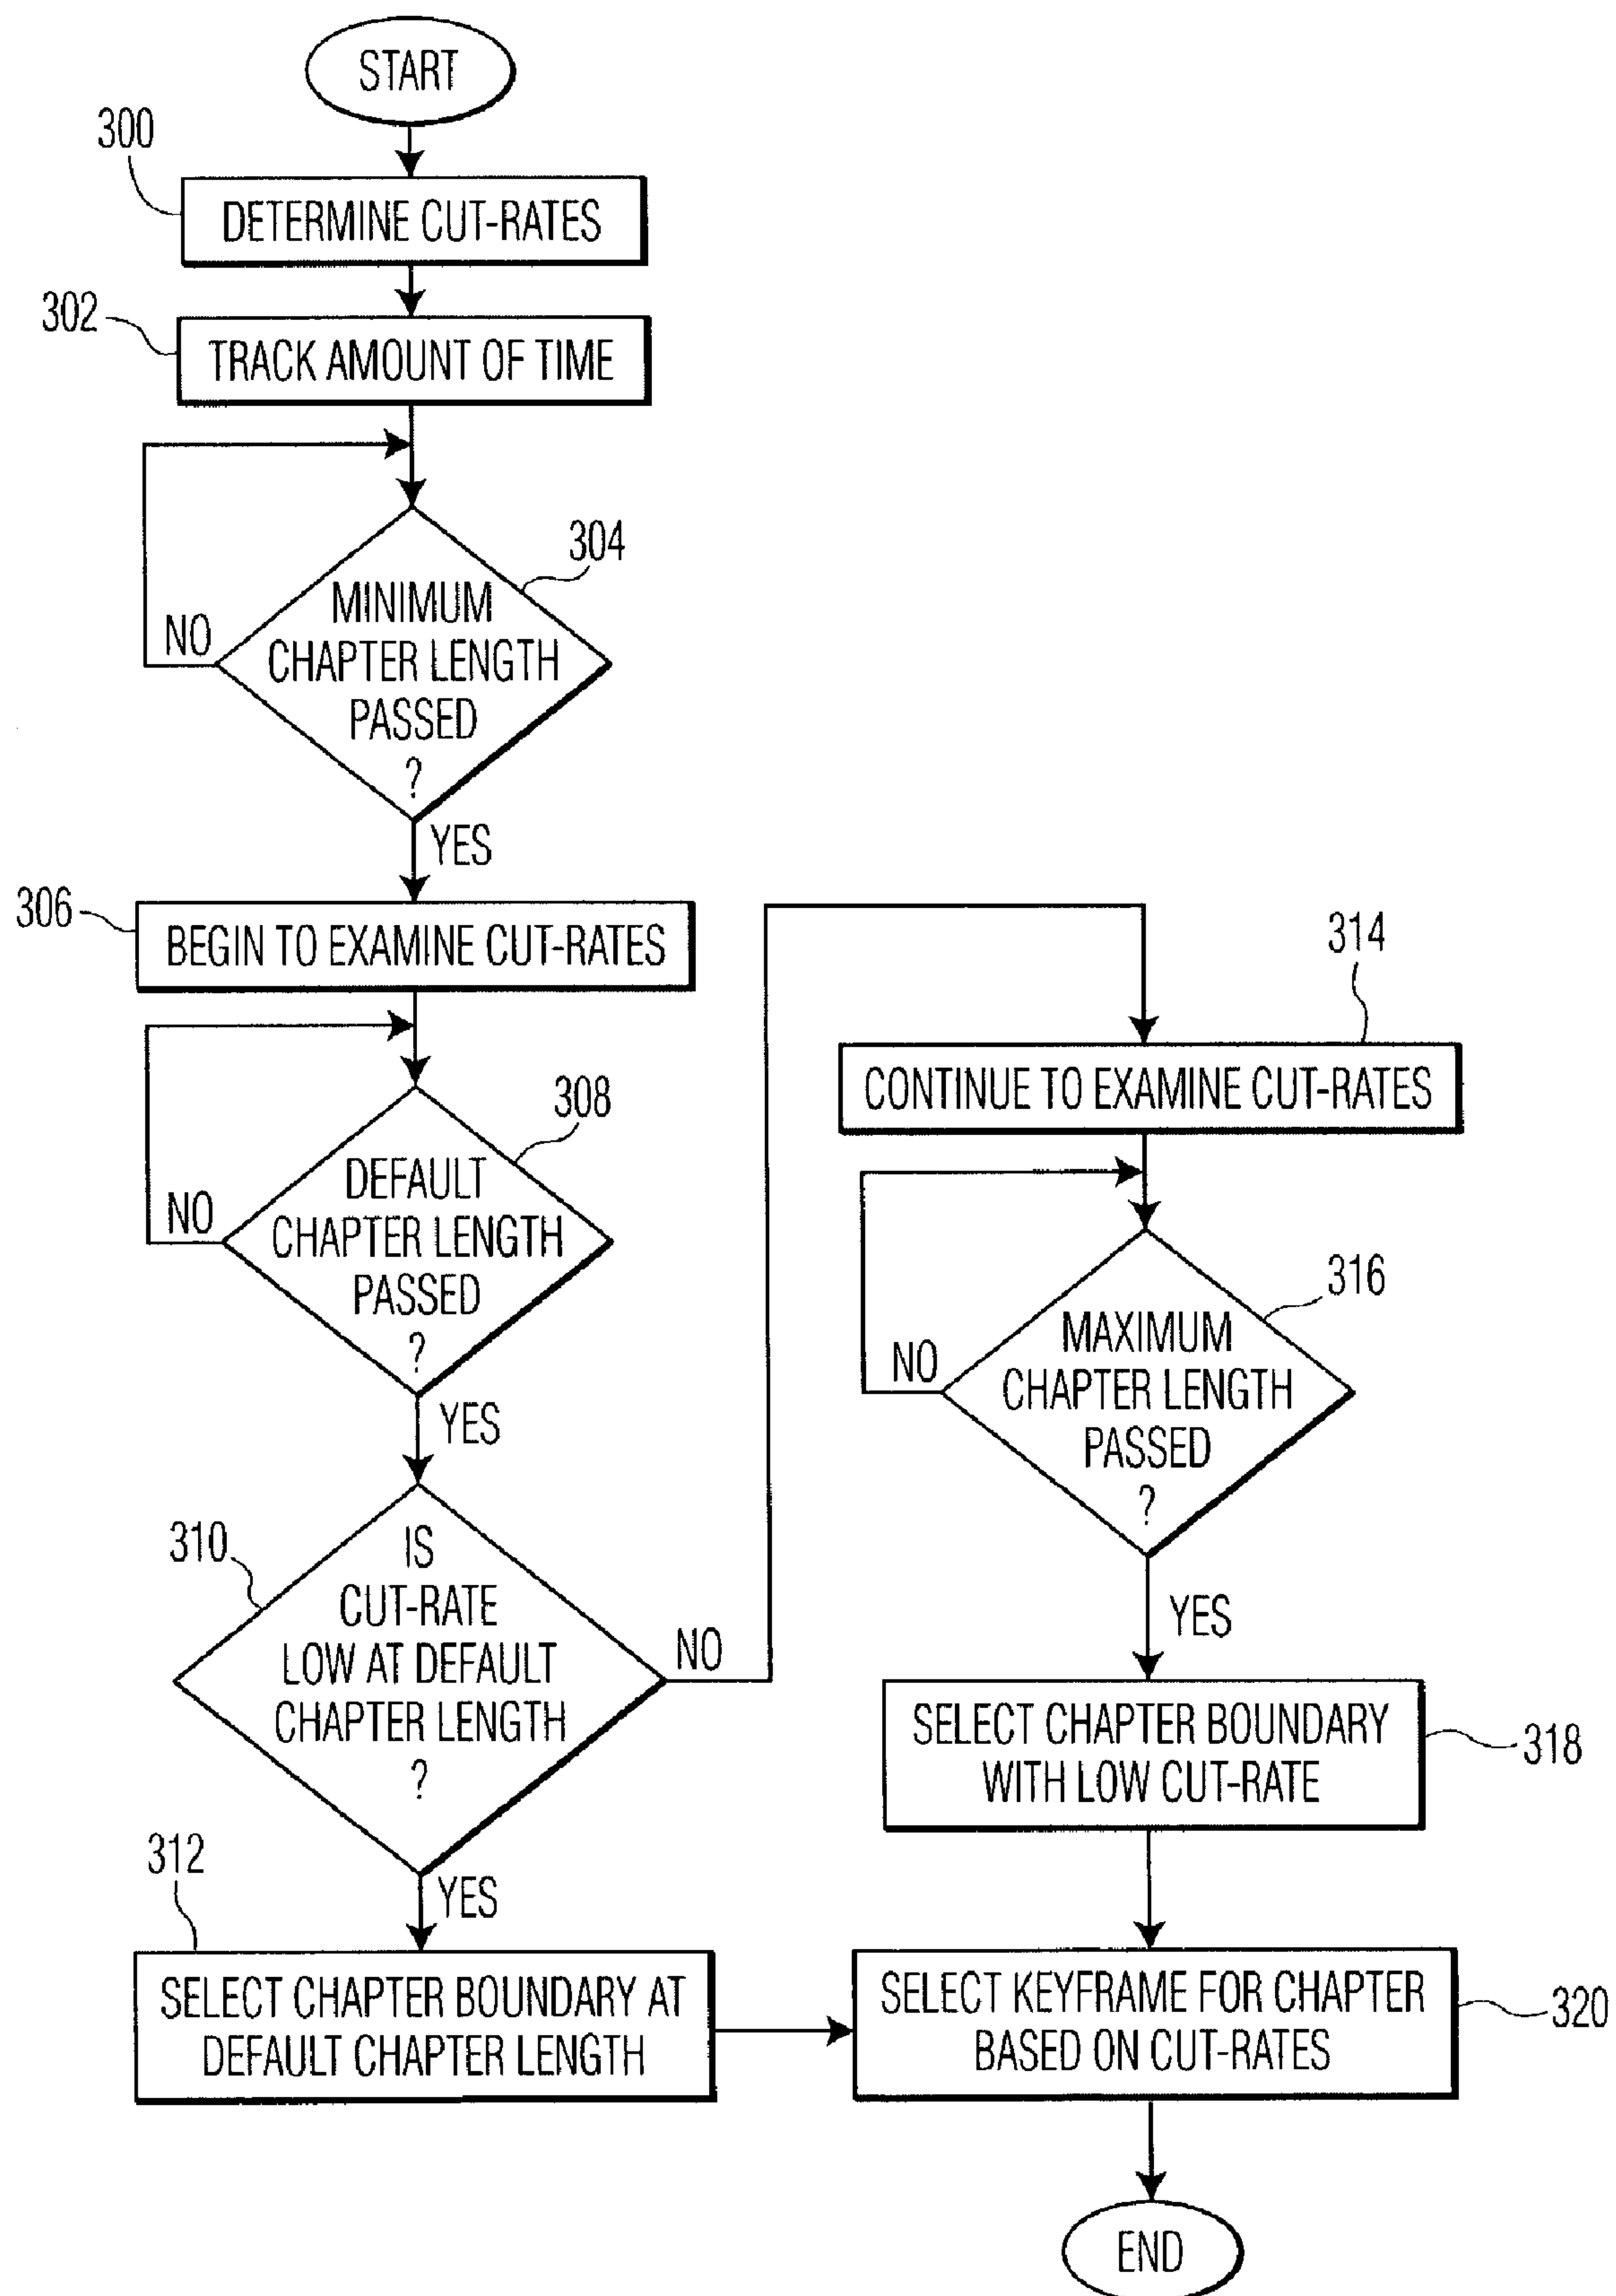 START
300
DETERMINE CUT-RATES
302
TRACK AMOUNT OF TIME
304
MINIMUM
CHAPTER LENGTH
PASSED
?
NO
YES
306
BEGIN TO EXAMINE CUT-RATES
308
DEFAULT
CHAPTER LENGTH
PASSED
?
NO
YES
310
IS
CUT-RATE
LOW AT DEFAULT
CHAPTER LENGTH
?
NO
YES
312
SELECT CHAPTER BOUNDARY AT
DEFAULT CHAPTER LENGTH
314
CONTINUE TO EXAMINE CUT-RATES
316
MAXIMUM
CHAPTER LENGTH
PASSED
?
NO
YES
SELECT CHAPTER BOUNDARY
WITH LOW CUT-RATE
318
SELECT KEYFRAME FOR CHAPTER
BASED ON CUT-RATES
320
END